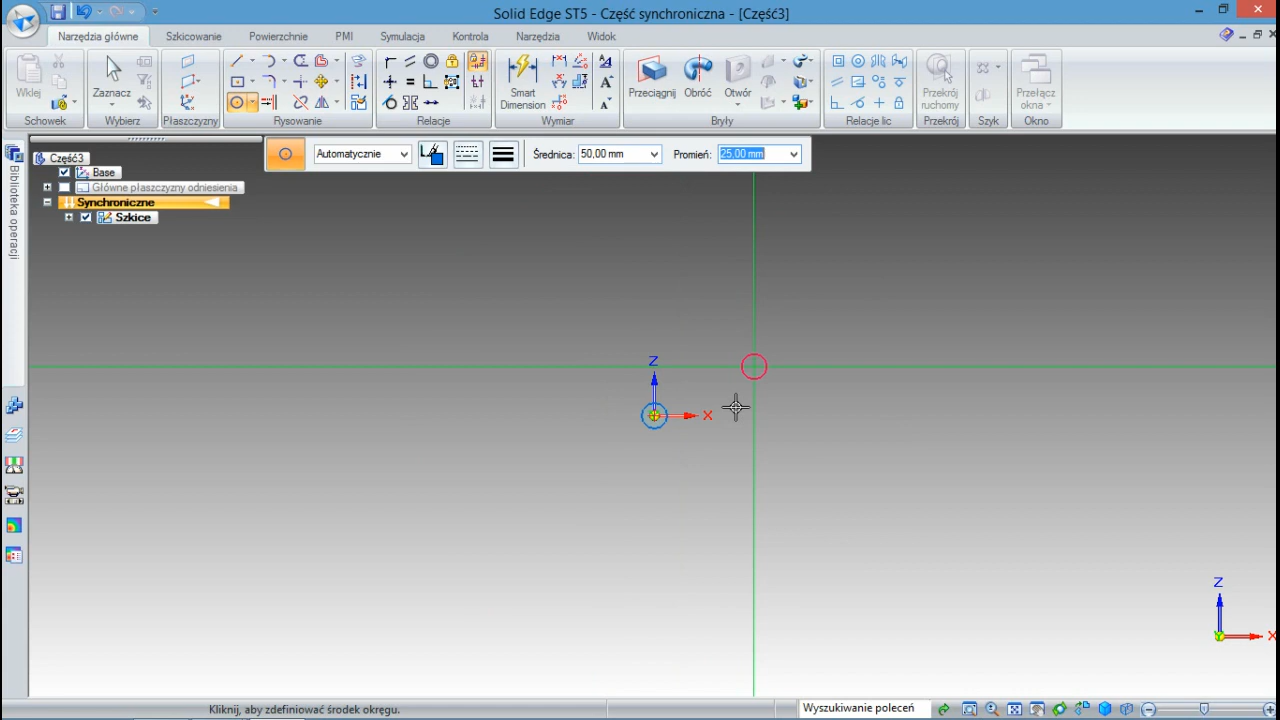 Solid Edge ST5 - Część synchroniczna - [Część3]
Narzędzia główne Szkicowanie Powierzchnie PMI Symulacja Kontrola Narzędzia Widok
Wklej Zaznacz Smart Dimension Przeciągnij Obróć Otwór Przekrój ruchomy Przełącz okna
Schowek Wybierz Płaszczyzny Rysowanie Relacje Wymiar Bryły Relacje lic Przekrój Szyk Okno
Automatycznie Średnica: 50,00 mm Promień: 25,00 mm
Biblioteka operacji
Część3
Base
Główne płaszczyzny odniesienia
Synchroniczne
Szkice
Z
X
Z
X
Kliknij, aby zdefiniować środek okręgu. Wyszukiwanie poleceń